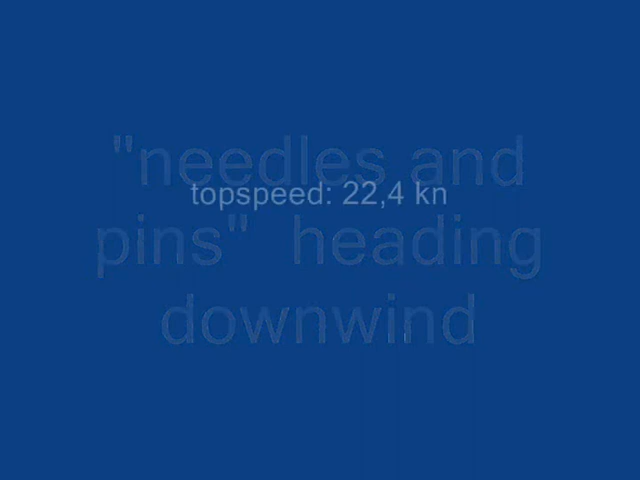 "needles and
topspeed: 22,4 kn
pins" heading
downwind